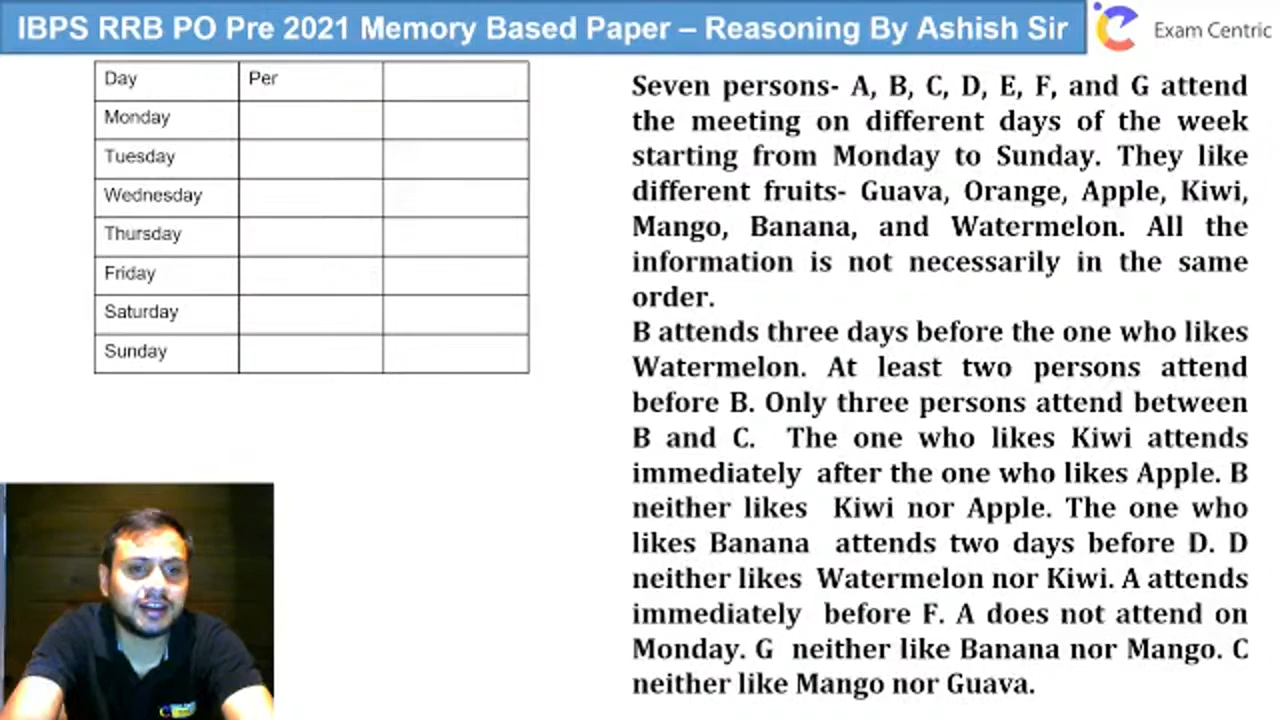 IBPS RRB PO Pre 2021 Memory Based Paper – Reasoning By Ashish Sir
Exam Centric
Day Per
Monday
Tuesday
Wednesday
Thursday
Friday
Saturday
Sunday
Seven persons- A, B, C, D, E, F, and G attend
the meeting on different days of the week
starting from Monday to Sunday. They like
different fruits- Guava, Orange, Apple, Kiwi,
Mango, Banana, and Watermelon. All the
information is not necessarily in the same
order.
B attends three days before the one who likes
Watermelon. At least two persons attend
before B. Only three persons attend between
B and C. The one who likes Kiwi attends
immediately after the one who likes Apple. B
neither likes Kiwi nor Apple. The one who
likes Banana attends two days before D. D
neither likes Watermelon nor Kiwi. A attends
immediately before F. A does not attend on
Monday. G neither like Banana nor Mango. C
neither like Mango nor Guava.